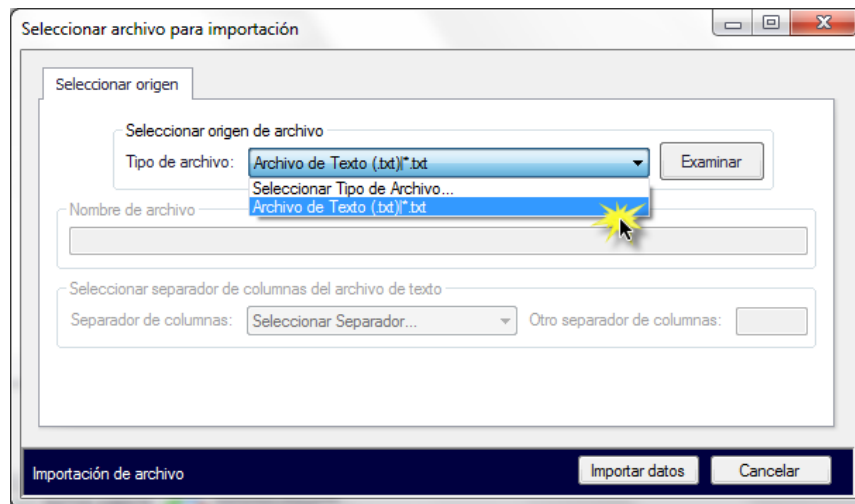 Seleccionar archivo para importación
Seleccionar origen
Seleccionar origen de archivo
Tipo de archivo: Archivo de Texto (.txt)|*.txt Examinar
Seleccionar Tipo de Archivo...
Archivo de Texto (.txt)|*.txt
Nombre de archivo
Seleccionar separador de columnas del archivo de texto
Separador de columnas: Seleccionar Separador... Otro separador de columnas:
Importación de archivo Importar datos Cancelar